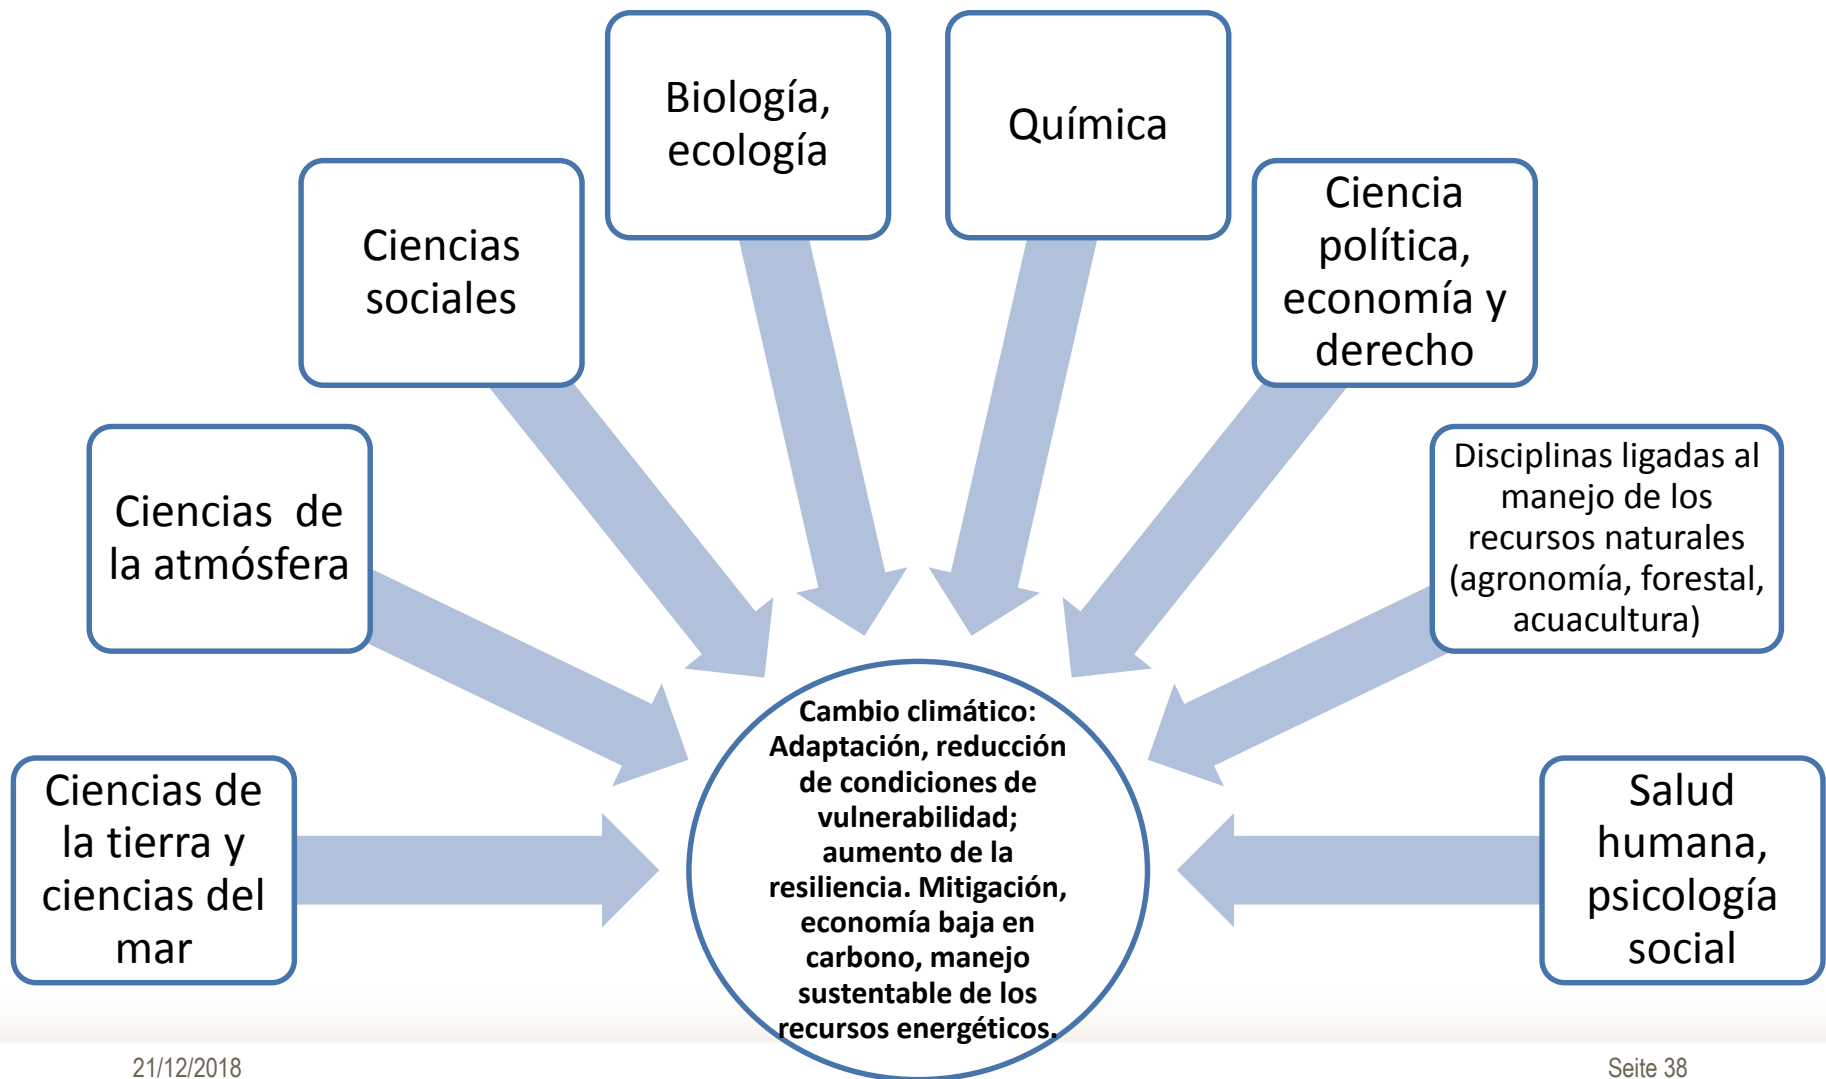 Biología,
ecología
Química
Ciencias
sociales
Ciencia
política,
economía y
derecho
Ciencias  de
la atmósfera
Disciplinas ligadas al
manejo de los
recursos naturales
(agronomía, forestal,
acuacultura)
Ciencias de
la tierra y
ciencias del
mar
Cambio climático:
Adaptación, reducción
de condiciones de
vulnerabilidad;
aumento de la
resiliencia. Mitigación,
economía baja en
carbono, manejo
sustentable de los
recursos energéticos.
Salud
humana,
psicología
social
21/12/2018
Seite 38